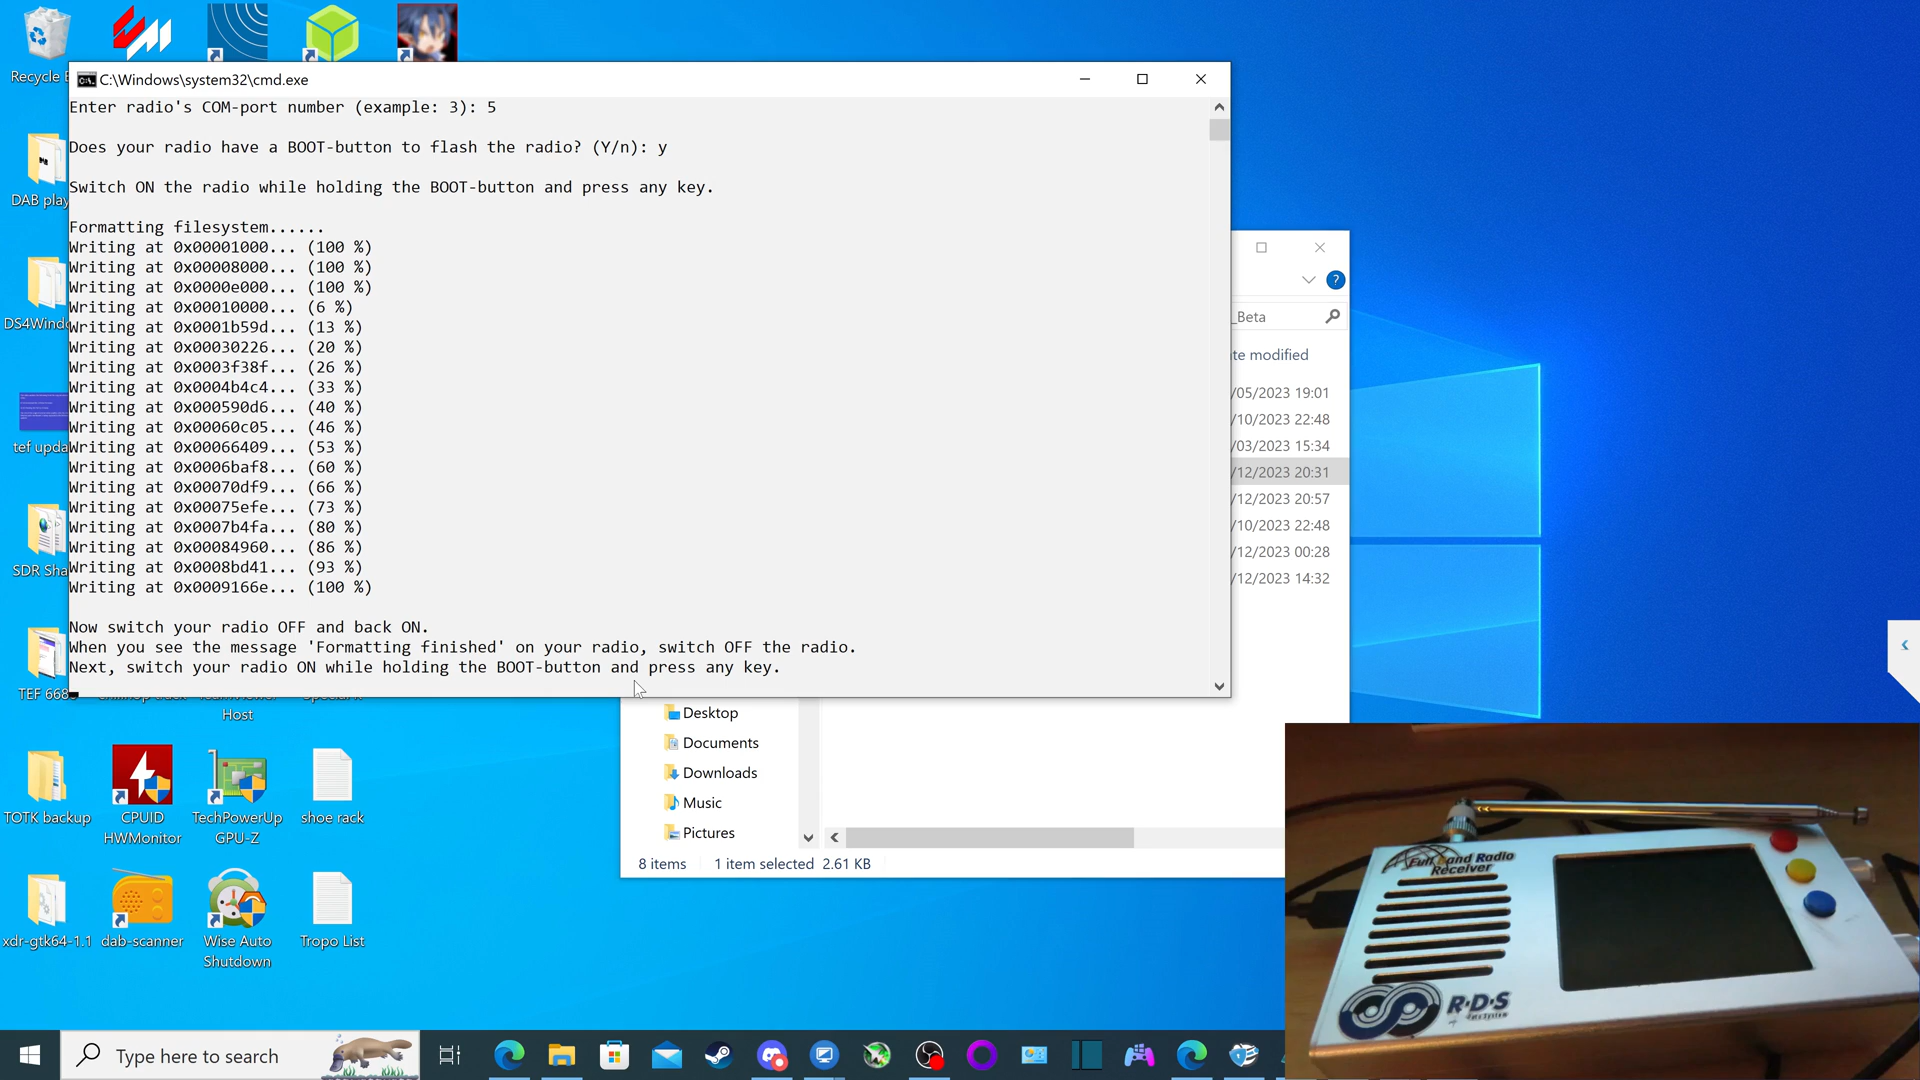 Recycle
C:\Windows\system32\cmd.exe
Enter radio's COM-port number (example: 3): 5
Does your radio have a BOOT-button to flash the radio? (Y/n): y
Switch ON the radio while holding the BOOT-button and press any key.
Formatting filesystem......
Writing at 0x00001000... (100 %)
Writing at 0x00008000... (100 %)
Writing at 0x0000e000... (100 %)
Writing at 0x00010000... (6 %)
Writing at 0x0001b59d... (13 %)
Writing at 0x00030226... (20 %)
Writing at 0x0003f38f... (26 %)
Writing at 0x0004b4c4... (33 %)
Writing at 0x000590d6... (40 %)
Writing at 0x00060c05... (46 %)
Writing at 0x00066409... (53 %)
Writing at 0x0006baf8... (60 %)
Writing at 0x00070df9... (66 %)
Writing at 0x00075efe... (73 %)
Writing at 0x0007b4fa... (80 %)
Writing at 0x00084960... (86 %)
Writing at 0x0008bd41... (93 %)
Writing at 0x0009166e... (100 %)
Now switch your radio OFF and back ON.
When you see the message 'Formatting finished' on your radio, switch OFF the radio.
Next, switch your radio ON while holding the BOOT-button and press any key.
DAB play
DS4Windo
tef upda
SDR Sha
TEF 668
Host
_Beta
te modified
/05/2023 19:01
/10/2023 22:48
/03/2023 15:34
/12/2023 20:31
/12/2023 20:57
/10/2023 22:48
/12/2023 00:28
/12/2023 14:32
Desktop
Documents
Downloads
Music
Pictures
8 items 1 item selected 2.61 KB
TOTK backup
CPUID
HWMonitor
TechPowerUp
GPU-Z
shoe rack
xdr-gtk64-1.1
dab-scanner
Wise Auto
Shutdown
Tropo List
Type here to search
Full Band Radio
Receiver
R·D·S